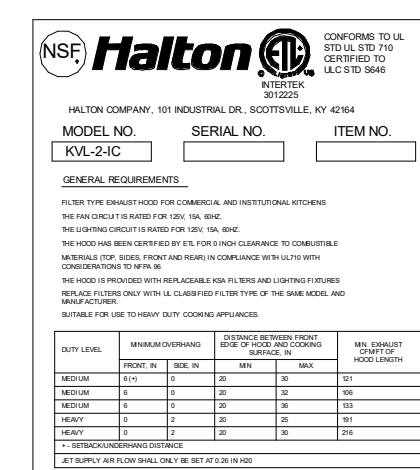 NSF
Halton
ETL
C
LISTED
US
INTERTEK
3012225
CONFORMS TO UL
STD UL STD 710
CERTIFIED TO
ULC STD S646
HALTON COMPANY, 101 INDUSTRIAL DR., SCOTTSVILLE, KY 42164
MODEL NO. SERIAL NO. ITEM NO.
KVL-2-IC
GENERAL REQUIREMENTS
FILTER TYPE EXHAUST HOOD FOR COMMERCIAL AND INSTITUTIONAL KITCHENS
THE FAN CIRCUIT IS RATED FOR 125V, 15A, 60HZ.
THE LIGHTING CIRCUIT IS RATED FOR 125V, 15A, 60HZ.
THE HOOD HAS BEEN CERTIFIED BY ETL FOR 0 INCH CLEARANCE TO COMBUSTIBLE
MATERIALS (TOP, SIDES, FRONT AND REAR) IN COMPLIANCE WITH UL710 WITH
CONSIDERATIONS TO NFPA 96.
THE HOOD IS PROVIDED WITH REPLACEABLE KSA FILTERS AND LIGHTING FIXTURES
REPLACE FILTERS ONLY WITH UL CLASSIFIED FILTER TYPE OF THE SAME MODEL AND
MANUFACTURER.
SUITABLE FOR USE TO HEAVY DUTY COOKING APPLIANCES.
DUTY LEVEL
MINIMUM OVERHANG
DISTANCE BETWEEN FRONT
EDGE OF HOOD AND COOKING
SURFACE, IN
MIN. EXHAUST
CFM/FT OF
HOOD LENGTH
FRONT, IN SIDE, IN MIN MAX
MEDIUM 6 (+) 0 20 30 121
MEDIUM 6 0 20 32 106
MEDIUM 6 0 20 36 133
HEAVY 0 2 20 25 191
HEAVY 0 2 20 30 216
+ - SETBACK/UNDERHANG DISTANCE
JET SUPPLY AIR FLOW SHALL ONLY BE SET AT 0.26 IN H20